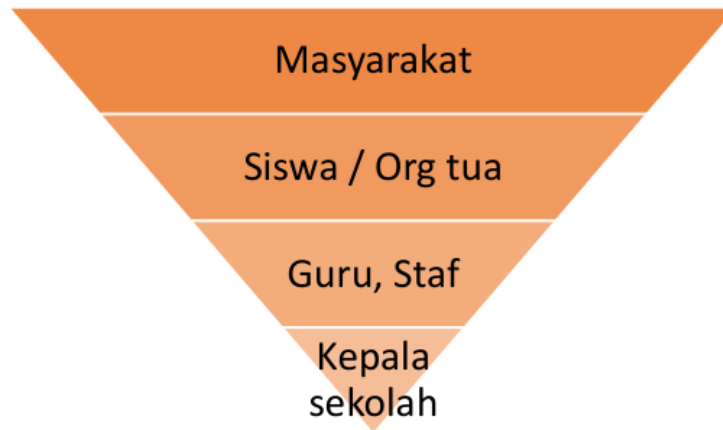 Masyarakat
Siswa / Org tua
Guru, Staf
Kepala
sekolah